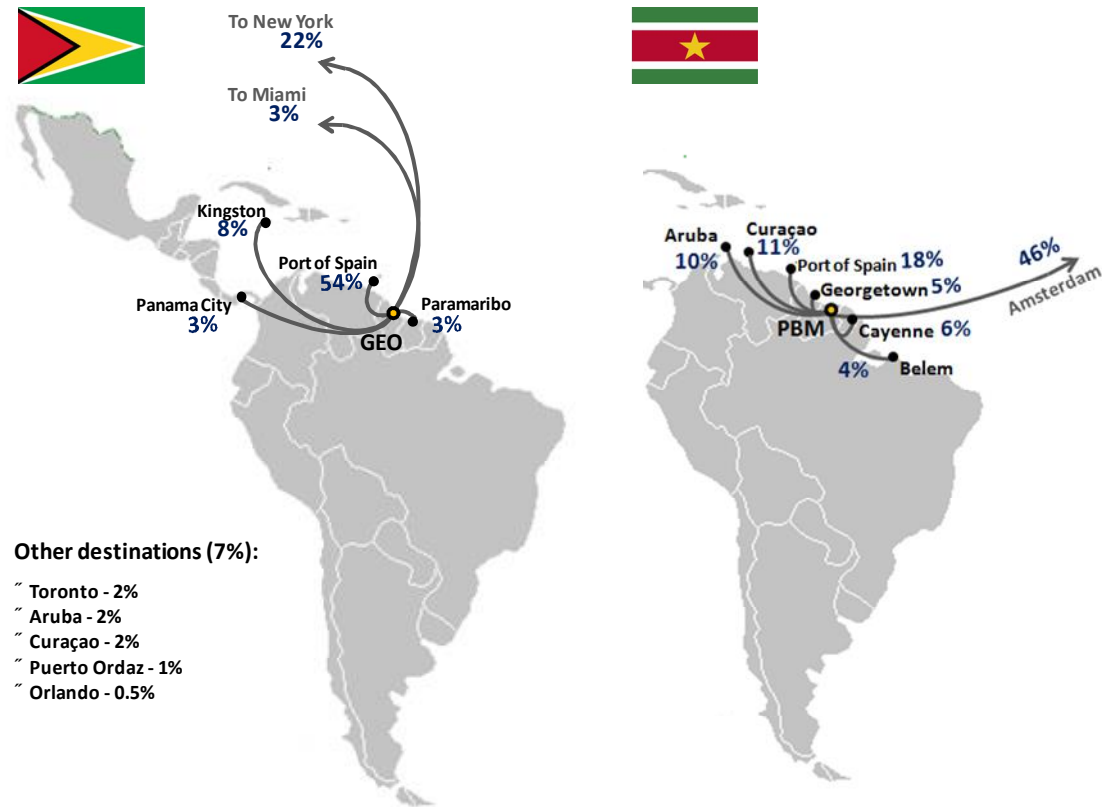 To New York
22%
To Miami
3%
Kingston
8%
Port of Spain
54%
Panama City
3%
Paramaribo
3%
GEO
Other destinations (7%):
˝ Toronto - 2%
˝ Aruba - 2%
˝ Curaçao - 2%
˝ Puerto Ordaz - 1%
˝ Orlando - 0.5%
Aruba
10%
Curaçao
11%
Port of Spain 18%
Georgetown 5%
46%
Amsterdam
PBM
Cayenne 6%
4%
Belem